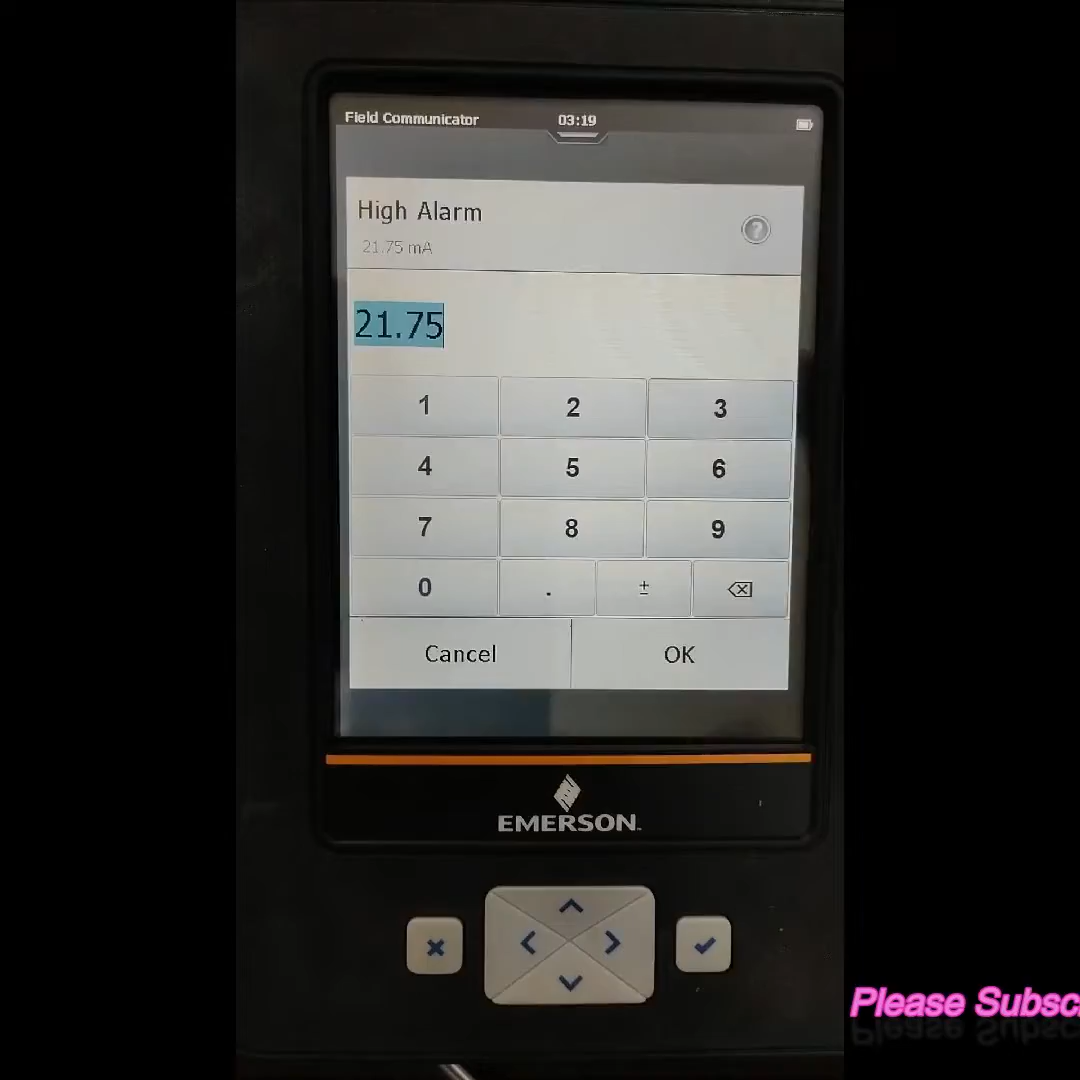 Field Communicator 03:19
High Alarm
21.75 mA
?
21.75
1 2 3
4 5 6
7 8 9
0 . ±
Cancel OK
EMERSON
Please Subsc